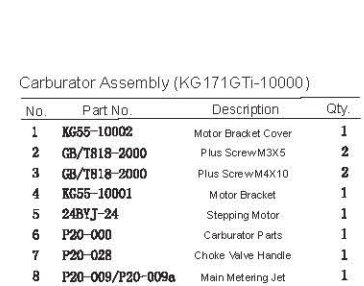 Carburator Assembly (KG171GTi-10000)
No. Part No. Description Qty.
1 KG55-10002 Motor Bracket Cover 1
2 GB/T818-2000 Plus ScrewM3X5 2
3 GB/T818-2000 Plus ScrewM4X10 2
4 KG55-10001 Motor Bracket 1
5 24BYJ-24 Stepping Motor 1
6 P20-000 Carburator Parts 1
7 P20-028 Choke Valve Handle 1
8 P20-009/P20-009a Main Metering Jet 1